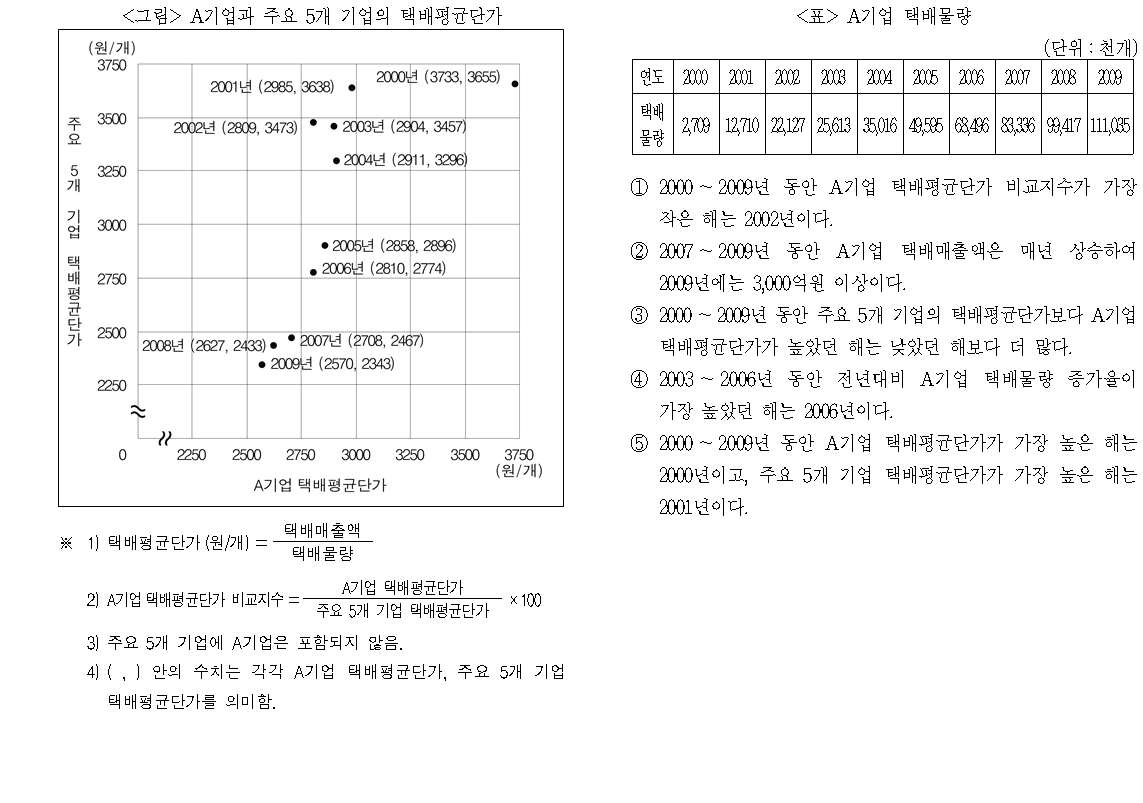 <그림> A기업과 주요 5개 기업의 택배평균단가
(원/개)
3750
3500
3250
3000
2750
2500
2250
주요 5개 기업 택배평균단가
2000년 (3733, 3655)
2001년 (2985, 3638)
2002년 (2809, 3473)
2003년 (2904, 3457)
2004년 (2911, 3296)
2005년 (2858, 2896)
2006년 (2810, 2774)
2007년 (2708, 2467)
2008년 (2627, 2433)
2009년 (2570, 2343)
0 2250 2500 2750 3000 3250 3500 3750
(원/개)
A기업 택배평균단가
※ 1) 택배평균단가(원/개) = 택배매출액 / 택배물량
2) A기업 택배평균단가 비교지수 = A기업 택배평균단가 / 주요 5개 기업 택배평균단가 ×100
3) 주요 5개 기업에 A기업은 포함되지 않음.
4) ( , ) 안의 수치는 각각 A기업 택배평균단가, 주요 5개 기업
택배평균단가를 의미함.
<표> A기업 택배물량
(단위 : 천개)
연도 2000 2001 2002 2003 2004 2005 2006 2007 2008 2009
택배물량 2,709 12,710 22,127 25,613 35,016 49,595 68,496 83,336 99,417 111,035
① 2000 ~ 2009년 동안 A기업 택배평균단가 비교지수가 가장
작은 해는 2002년이다.
② 2007 ~ 2009년 동안 A기업 택배매출액은 매년 상승하여
2009년에는 3,000억원 이상이다.
③ 2000 ~ 2009년 동안 주요 5개 기업의 택배평균단가보다 A기업
택배평균단가가 높았던 해는 낮았던 해보다 더 많다.
④ 2003 ~ 2006년 동안 전년대비 A기업 택배물량 증가율이
가장 높았던 해는 2006년이다.
⑤ 2000 ~ 2009년 동안 A기업 택배평균단가가 가장 높은 해는
2000년이고, 주요 5개 기업 택배평균단가가 가장 높은 해는
2001년이다.